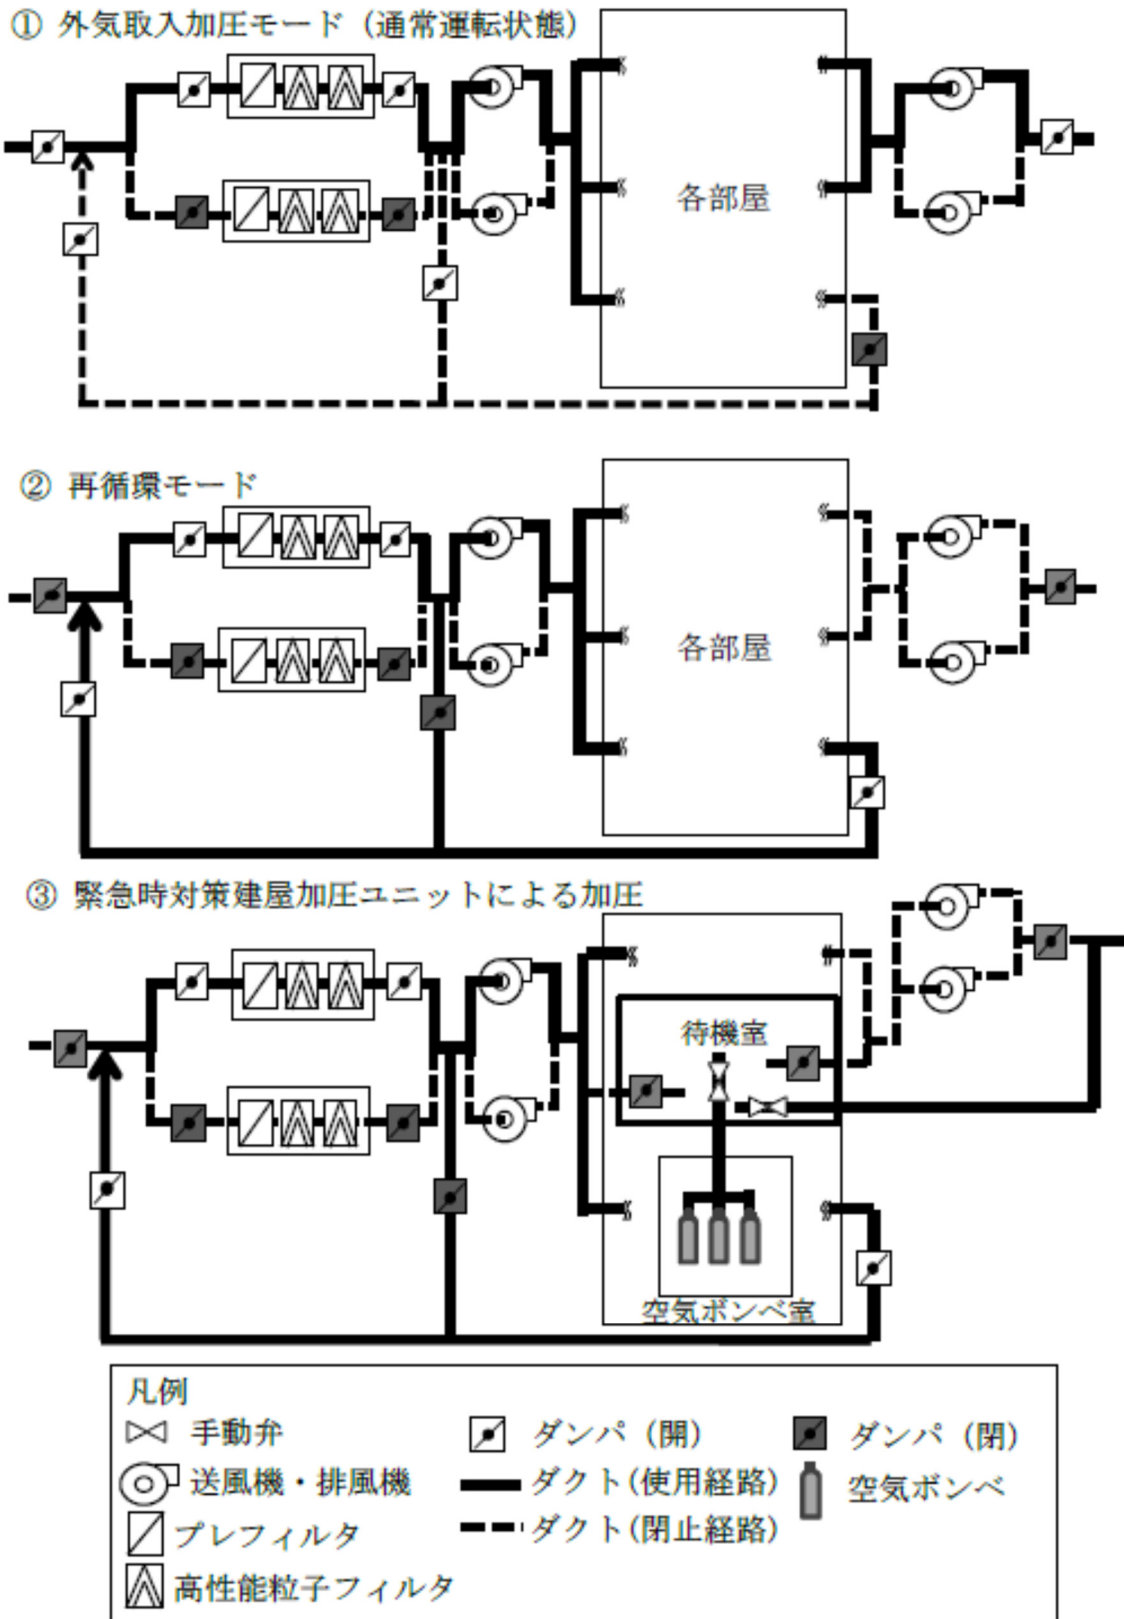 ① 外気取入加圧モード（通常運転状態）
各部屋
② 再循環モード
各部屋
③ 緊急時対策建屋加圧ユニットによる加圧
待機室
空気ボンベ室
凡例
手動弁 ダンパ（開） ダンパ（閉）
送風機・排風機 ダクト(使用経路) 空気ボンベ
プレフィルタ ダクト(閉止経路)
高性能粒子フィルタ